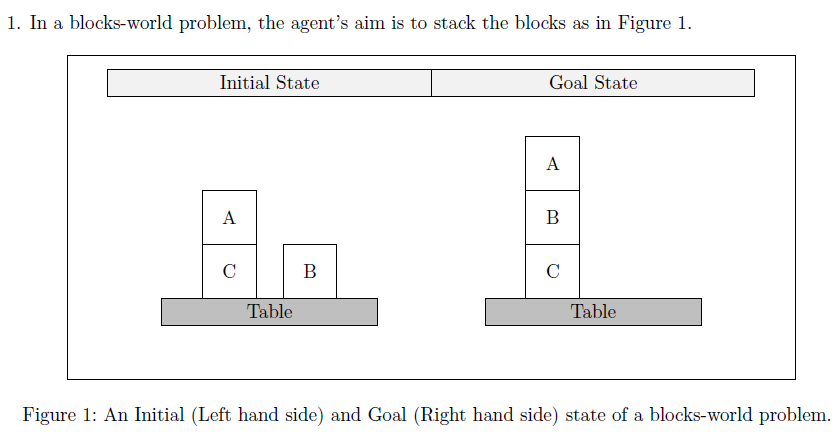 1. In a blocks-world problem, the agent's aim is to stack the blocks as in Figure 1.
Initial State Goal State
A
A B
C B C
Table Table
Figure 1: An Initial (Left hand side) and Goal (Right hand side) state of a blocks-world problem.